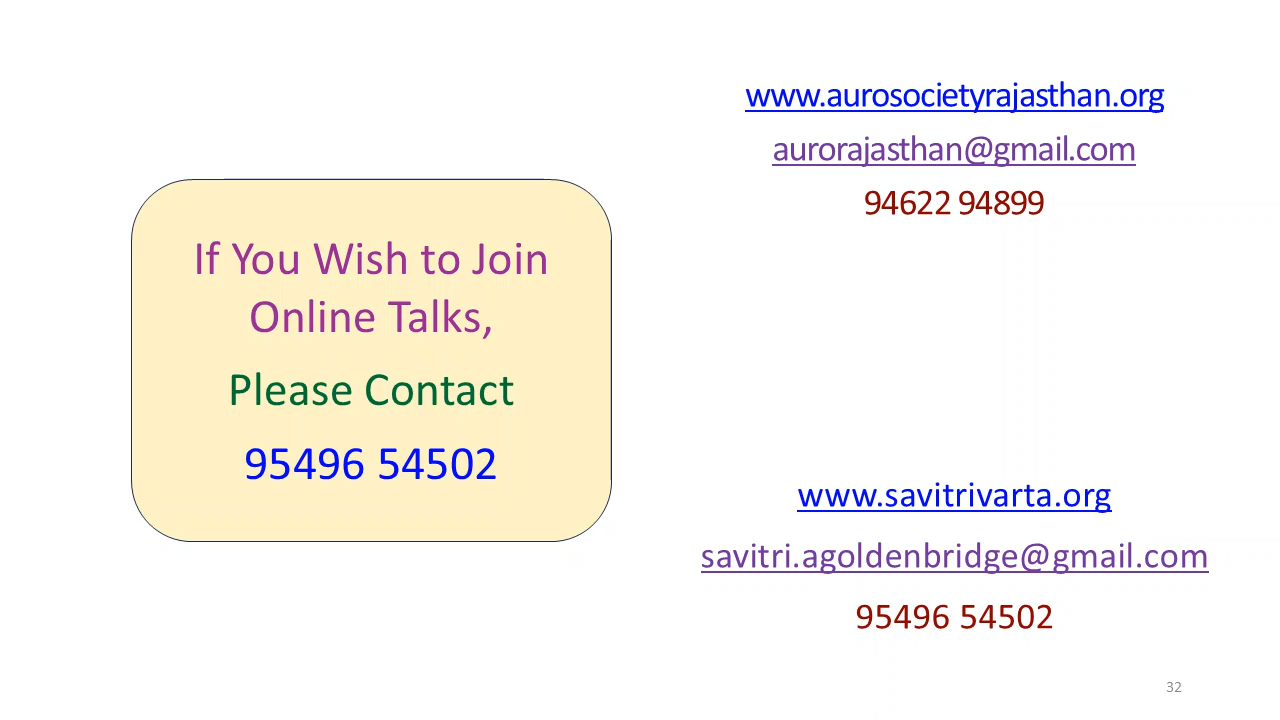 If You Wish to Join
Online Talks,
Please Contact
95496 54502
www.aurosocietyrajasthan.org
aurorajasthan@gmail.com
94622 94899
www.savitrivarta.org
savitri.agoldenbridge@gmail.com
95496 54502
32